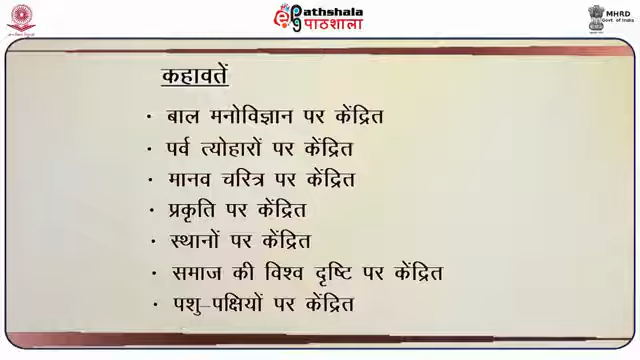 Pathshala
पाठशाला
MHRD
Govt. of India
कहावतें
• बाल मनोविज्ञान पर केंद्रित
• पर्व त्योहारों पर केंद्रित
• मानव चरित्र पर केंद्रित
• प्रकृति पर केंद्रित
• स्थानों पर केंद्रित
• समाज की विश्व दृष्टि पर केंद्रित
• पशु-पक्षियों पर केंद्रित